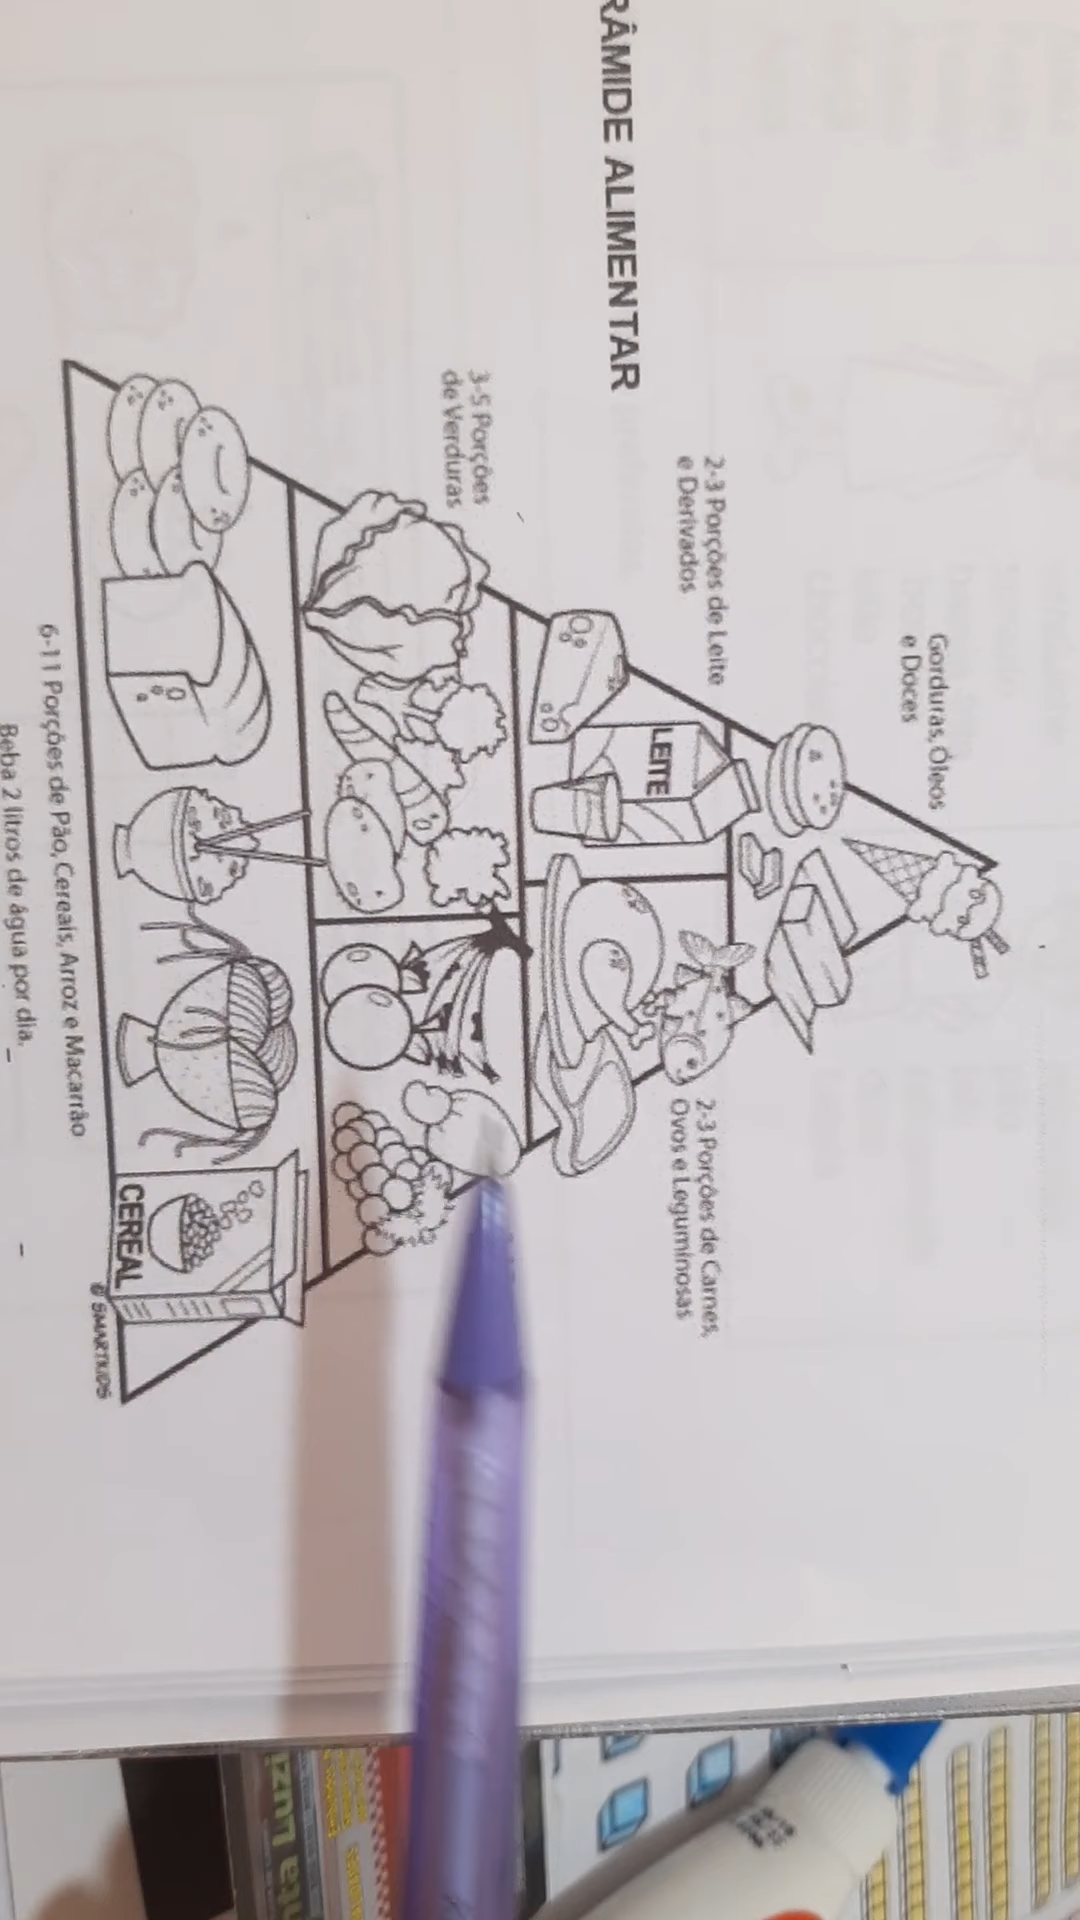 RÂMIDE ALIMENTAR
Gorduras, Óleos
e Doces
2-3 Porções de Leite
e Derivados
LEITE
2-3 Porções de Carnes,
Ovos e Leguminosas
3-5 Porções
de Verduras
CEREAL
© SMARTKIDS
6-11 Porções de Pão, Cereais, Arroz e Macarrão
Beba 2 litros de água por dia.